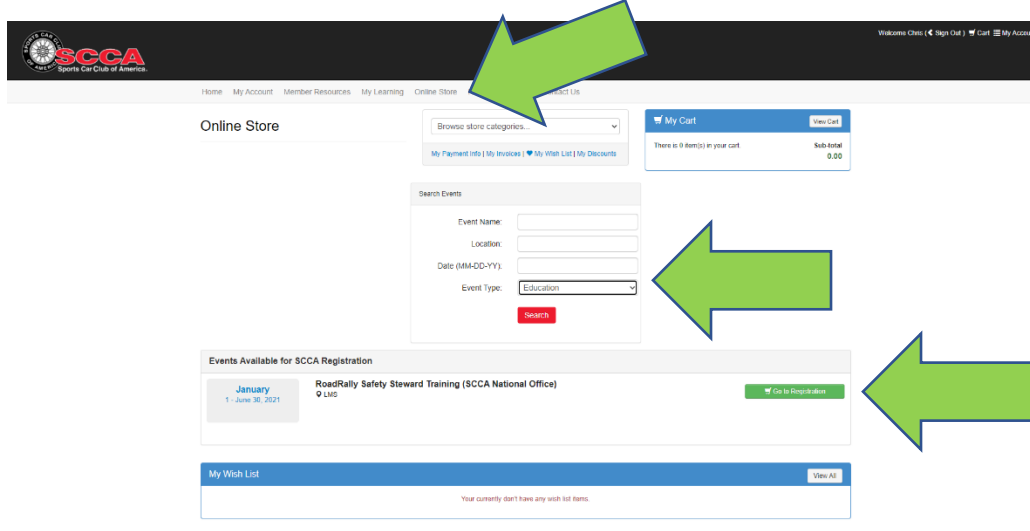 Welcome Chris ( Sign Out ) Cart My Accou
SPORTS CAR CLUB
OF AMERICA
SCCA
Sports Car Club of America.
Home My Account Member Resources My Learning Online Store Us
Online Store
Browse store categories...
My Payment Info | My Invoices | My Wish List | My Discounts
My Cart
View Cart
There is 0 item(s) in your cart.
Sub-total
0.00
Search Events
Event Name:
Location:
Date (MM-DD-YY):
Event Type: Education
Search
Events Available for SCCA Registration
January
1 - June 30, 2021
RoadRally Safety Steward Training (SCCA National Office)
LMS
Go to Registration
My Wish List
View All
Your currently don't have any wish list items.